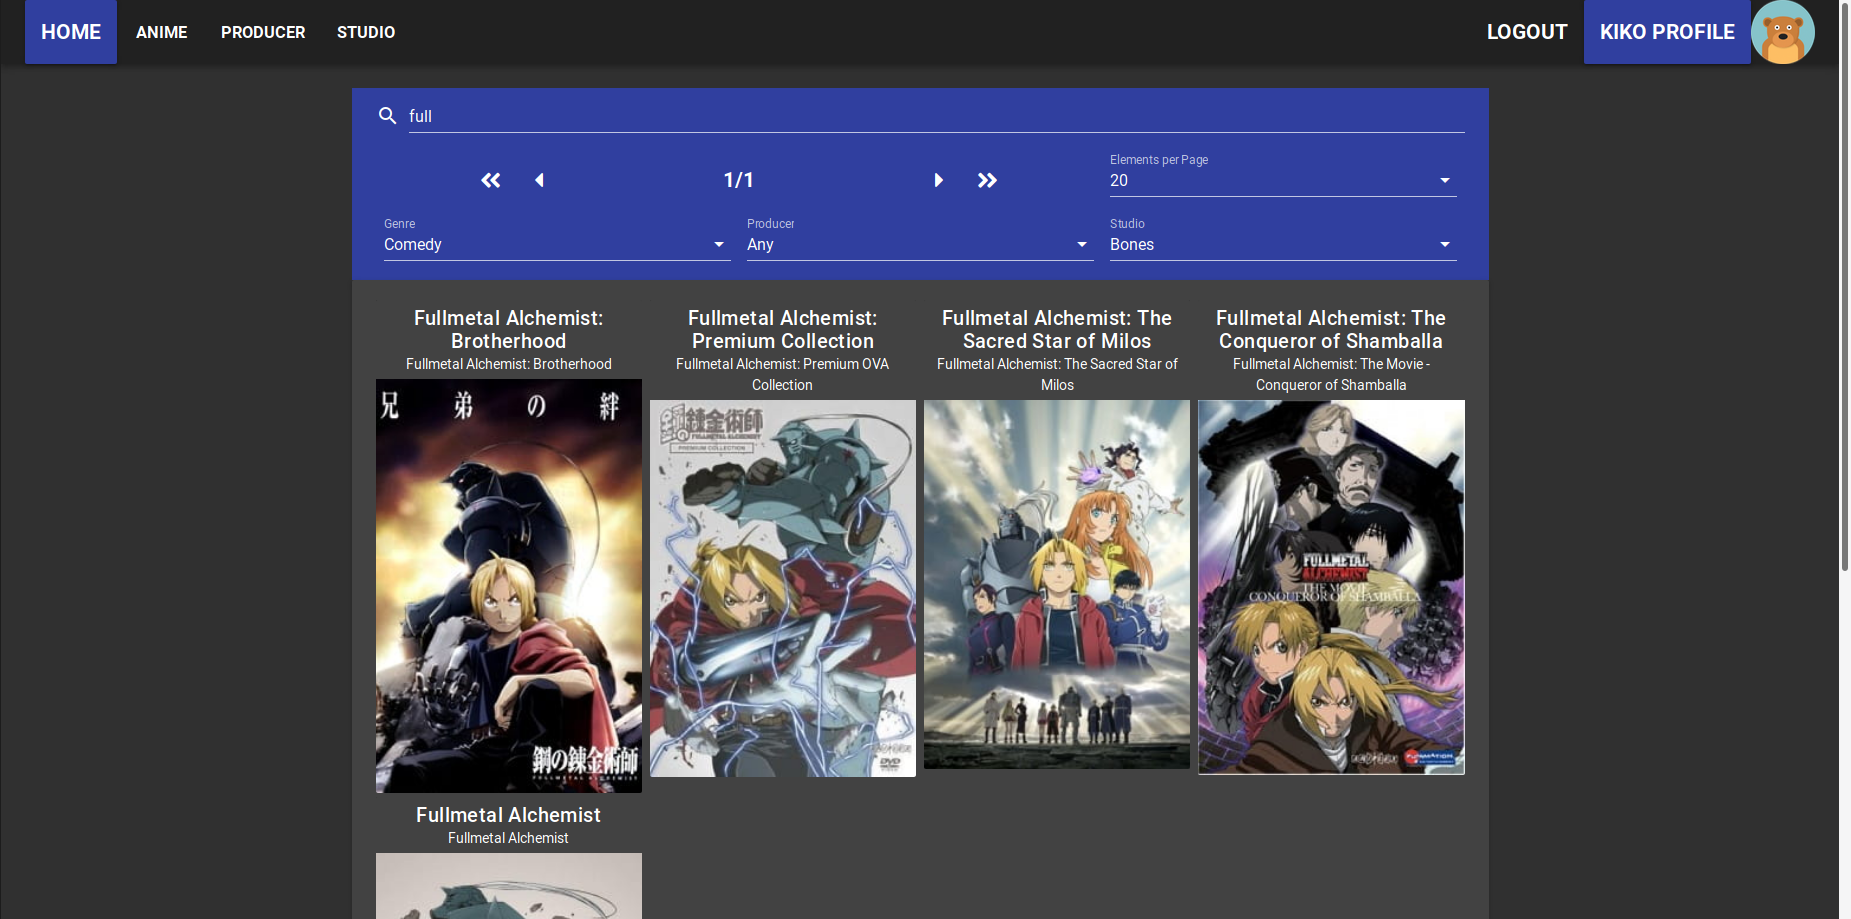 HOME ANIME PRODUCER STUDIO LOGOUT KIKO PROFILE
full
1/1
Elements per Page
20
Genre
Comedy
Producer
Any
Studio
Bones
Fullmetal Alchemist:
Brotherhood
Fullmetal Alchemist: Brotherhood
兄弟の絆
鋼の錬金術師
FULLMETAL ALCHEMIST
Fullmetal Alchemist:
Premium Collection
Fullmetal Alchemist: Premium OVA
Collection
鋼の錬金術師
FULLMETAL ALCHEMIST
PREMIUM COLLECTION
DVD
Fullmetal Alchemist: The
Sacred Star of Milos
Fullmetal Alchemist: The Sacred Star of
Milos
Fullmetal Alchemist: The
Conqueror of Shamballa
Fullmetal Alchemist: The Movie -
Conqueror of Shamballa
FULLMETAL
ALCHEMIST
THE MOVIE
CONQUEROR OF SHAMBALLA
FUNIMATION
Fullmetal Alchemist
Fullmetal Alchemist